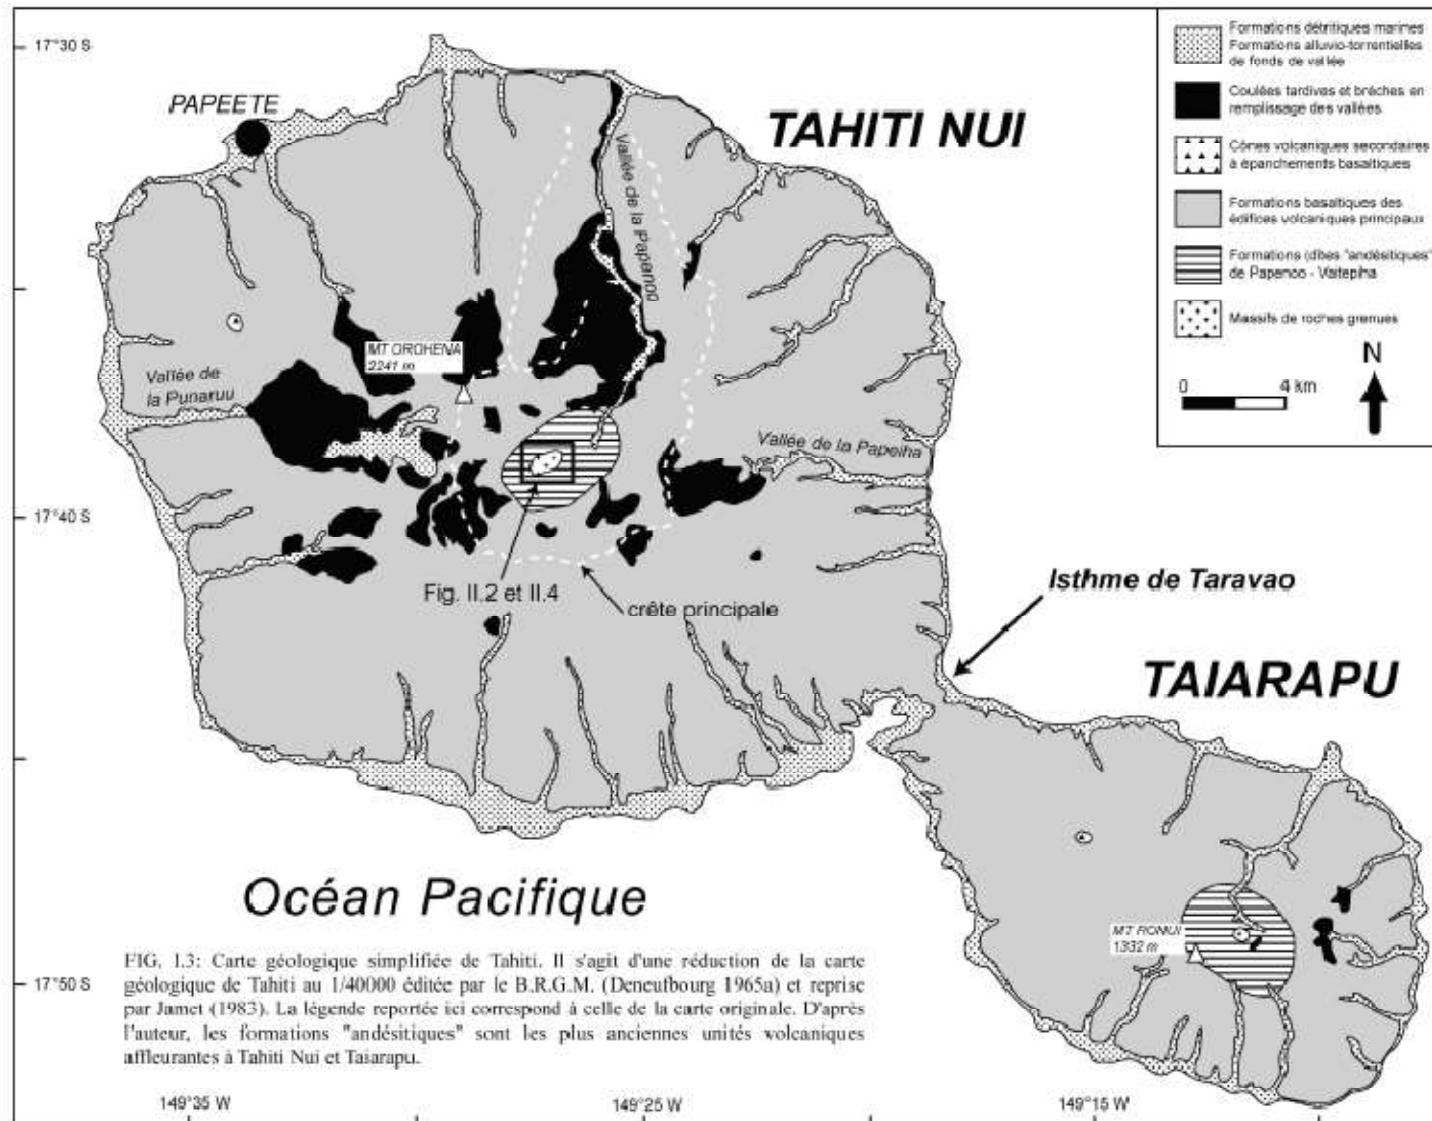 17°30 S
PAPEETE
TAHITI NUI
Vallée de la Papenoo
MT OROHENA
2241 m
Vallée de
la Punaruu
Vallée de la Papeiha
17°40 S
Fig. II.2 et II.4
crête principale
Isthme de Taravao
TAIARAPU
Océan Pacifique
MT RONUI
1332 m
17°50 S
Formations détritiques marines
Formations alluvio-torrentielles
de fonds de vallée
Coulées tardives et brèches en
remplissage des vallées
Cônes volcaniques secondaires
à épanchements basaltiques
Formations basaltiques des
édifices volcaniques principaux
Formations (dites "andésitiques"
de Papenoo - Vaitepiha
Massifs de roches grenues
0 4 km
N
FIG. I.3: Carte géologique simplifiée de Tahiti. Il s'agit d'une réduction de la carte
géologique de Tahiti au 1/40000 éditée par le B.R.G.M. (Deneufbourg 1965a) et reprise
par Jamet (1983). La légende reportée ici correspond à celle de la carte originale. D'après
l'auteur, les formations "andésitiques" sont les plus anciennes unités volcaniques
affleurantes à Tahiti Nui et Taiarapu.
149°35 W
149°25 W
149°15 W